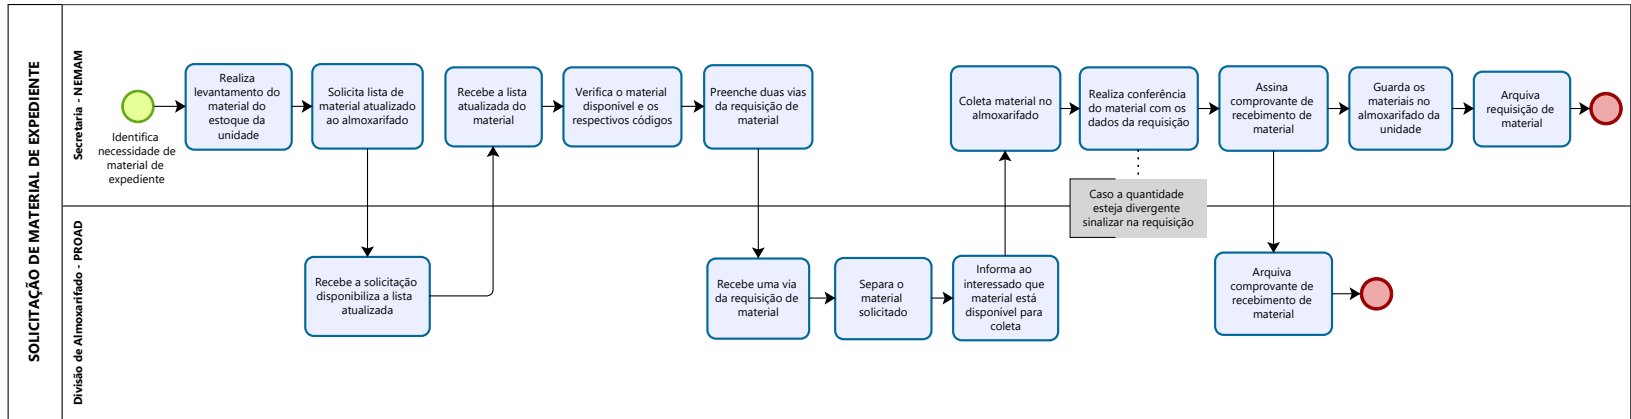 SOLICITAÇÃO DE MATERIAL DE EXPEDIENTE
Secretaria - NEMAM
Identifica
necessidade de
material de
expediente
Realiza
levantamento do
material do
estoque da
unidade
Solicita lista de
material atualizado
ao almoxarifado
Recebe a lista
atualizada do
material
Verifica o material
disponível e os
respectivos códigos
Preenche duas vias
da requisição de
material
Coleta material no
almoxarifado
Realiza conferência
do material com os
dados da requisição
Assina
comprovante de
recebimento de
material
Guarda os
materiais no
almoxarifado da
unidade
Arquiva
requisição de
material
Caso a quantidade
esteja divergente
sinalizar na requisição
Divisão de Almoxarifado - PROAD
Recebe a solicitação
disponibiliza a lista
atualizada
Recebe uma via
da requisição de
material
Separa o
material
solicitado
Informa ao
interessado que
material está
disponível para
coleta
Arquiva
comprovante de
recebimento de
material